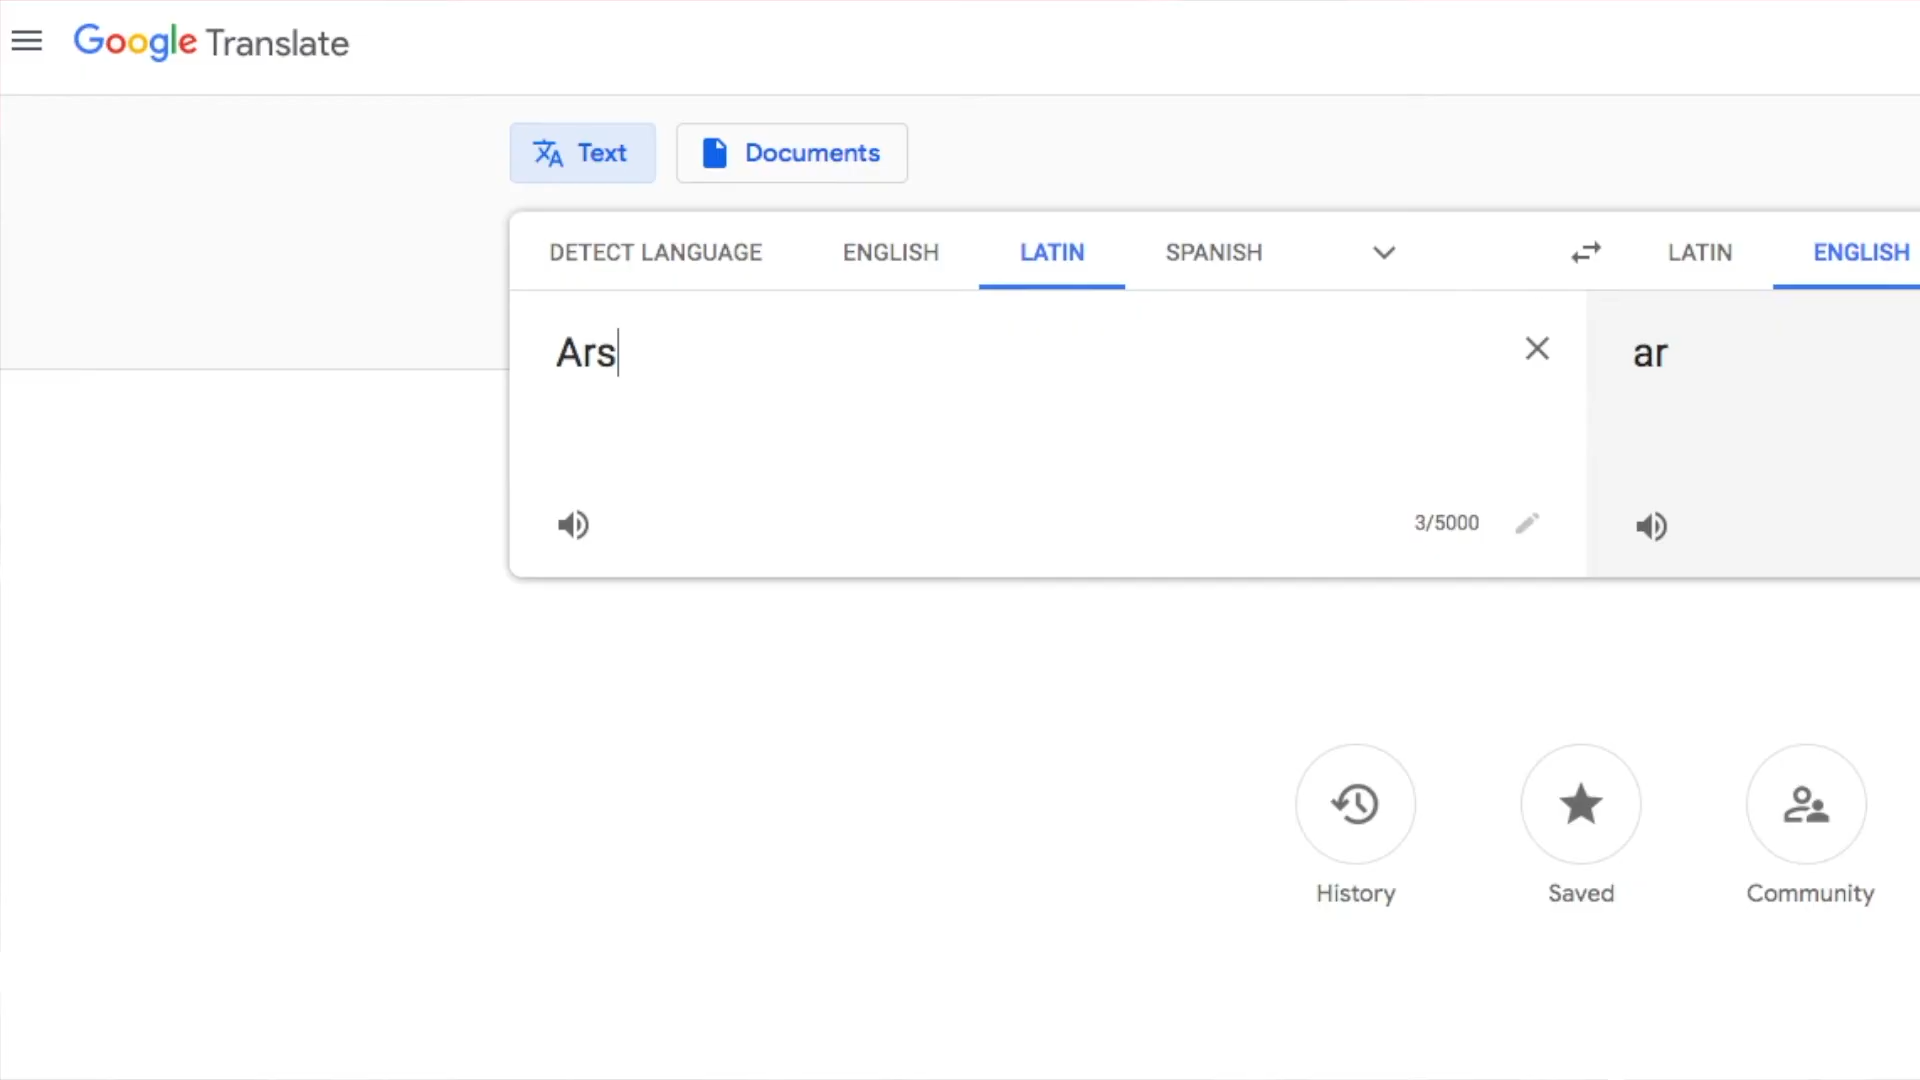 Google Translate
Text Documents
DETECT LANGUAGE ENGLISH LATIN SPANISH LATIN ENGLISH
Ars ar
3/5000
History Saved Community